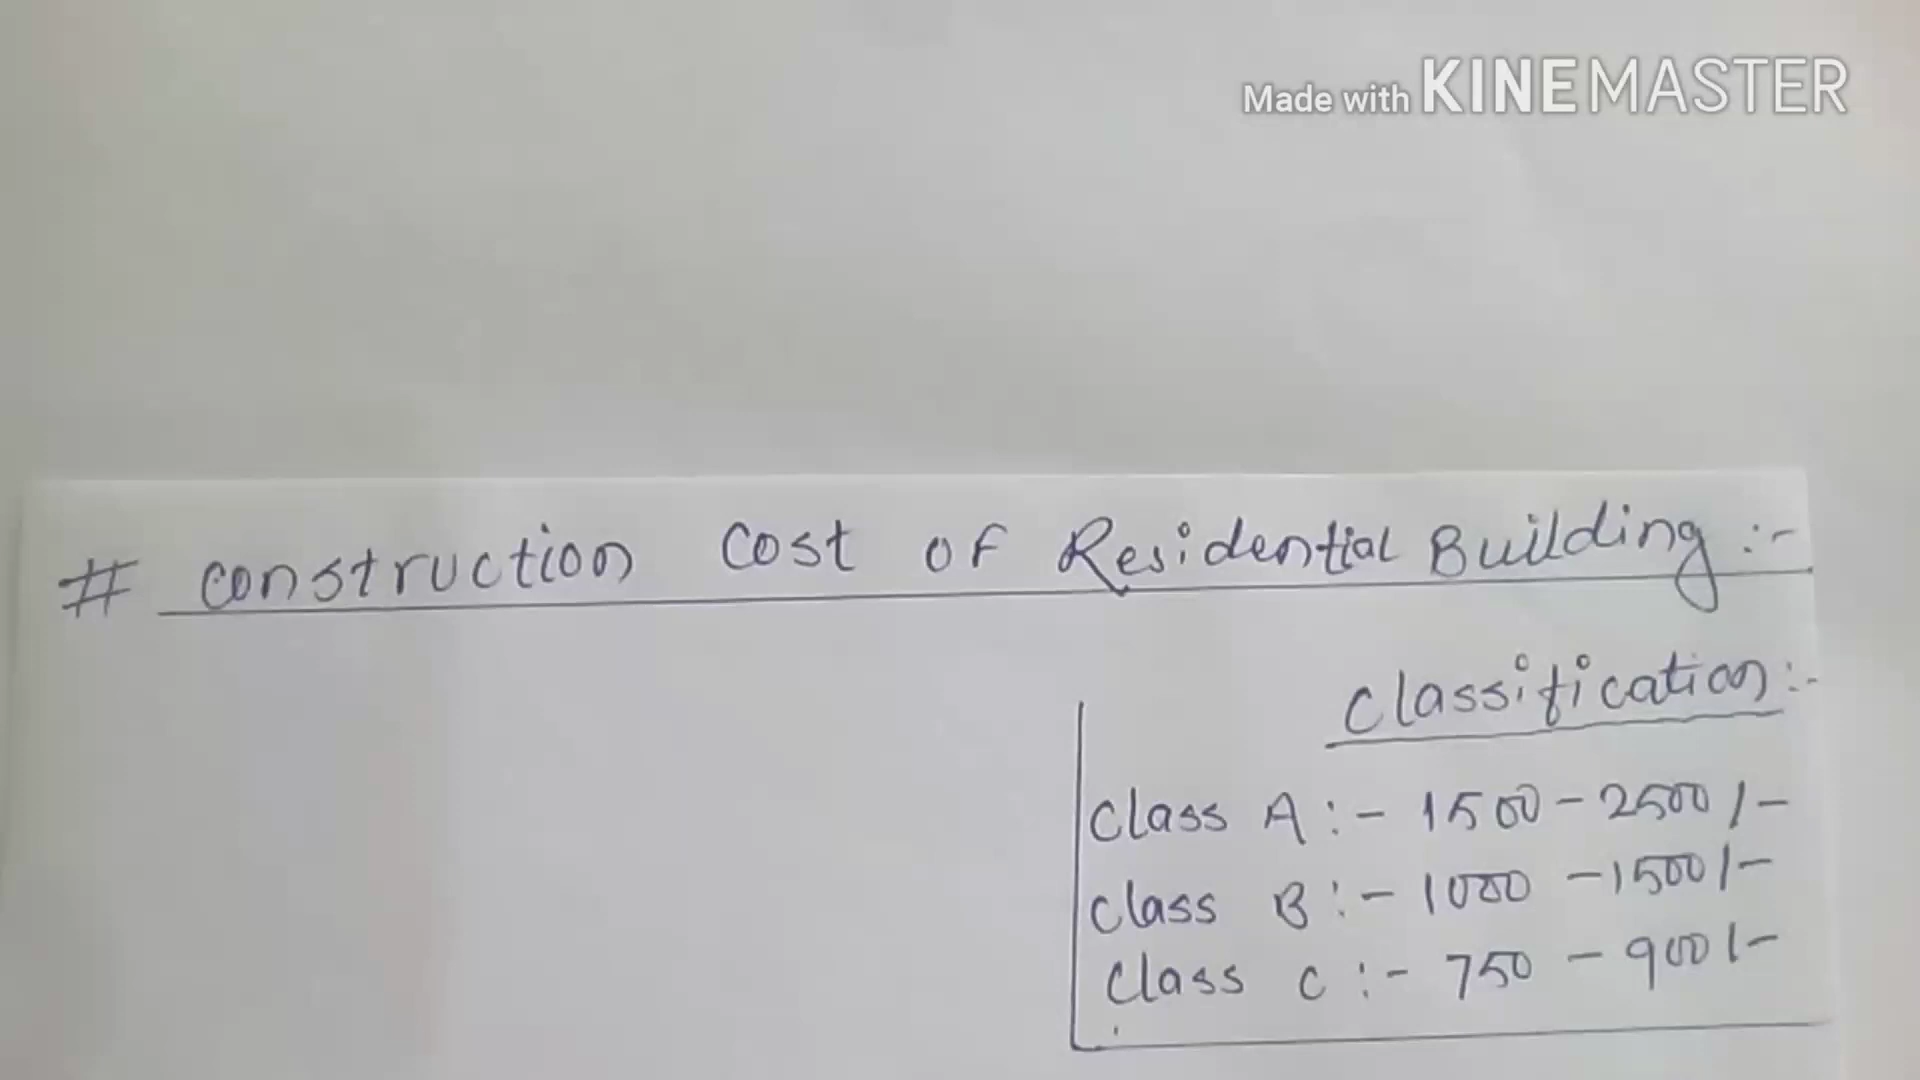 Made with KINEMASTER
# Construction Cost of Residential Building :-
Classification :-
Class A :- 1500 - 2500/-
Class B :- 1000 - 1500/-
Class C :- 750 - 900/-